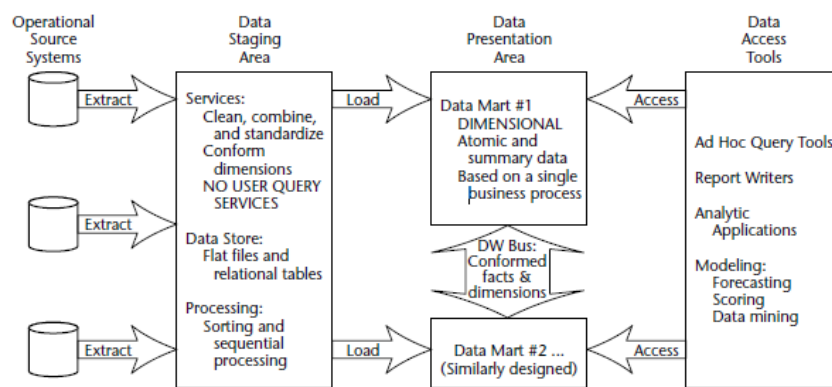 Operational
Source
Systems
Data
Staging
Area
Data
Presentation
Area
Data
Access
Tools
Extract
Extract
Extract
Services:
Clean, combine,
and standardize
Conform
dimensions
NO USER QUERY
SERVICES
Data Store:
Flat files and
relational tables
Processing:
Sorting and
sequential
processing
Load
Load
Data Mart #1
DIMENSIONAL
Atomic and
summary data
Based on a single
business process
DW Bus:
Conformed
facts &
dimensions
Data Mart #2 ...
(Similarly designed)
Access
Access
Ad Hoc Query Tools
Report Writers
Analytic
Applications
Modeling:
Forecasting
Scoring
Data mining